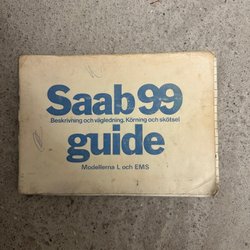 Saab 99
Beskrivning och vägledning. Körning och skötsel
guide
Modellerna L och EMS